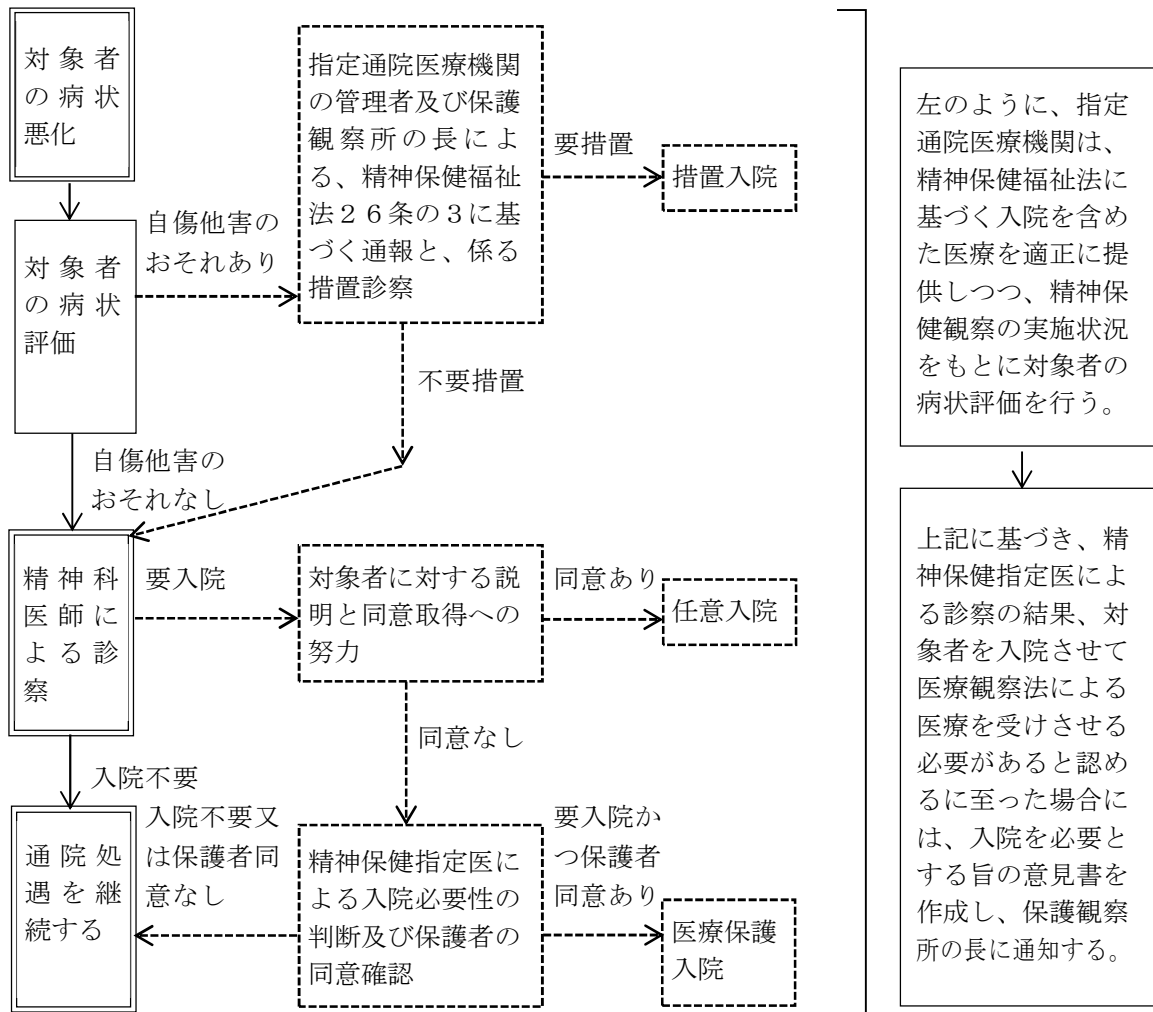 対象者
の病状
悪化
指定通院医療機関
の管理者及び保護
観察所の長によ
る、精神保健福祉
法２６条の３に基
づく通報と、係る
措置診察
要措置
措置入院
自傷他害の
おそれあり
対象者
の病状
評価
不要措置
自傷他害の
おそれなし
精神科
医師に
よる診
察
要入院
対象者に対する説
明と同意取得への
努力
同意あり
任意入院
同意なし
入院不要
通院処
遇を継
続する
入院不要又
は保護者同
意なし
精神保健指定医に
よる入院必要性の
判断及び保護者の
同意確認
要入院か
つ保護者
同意あり
医療保護
入院
左のように、指定
通院医療機関は、
精神保健福祉法に
基づく入院を含め
た医療を適正に提
供しつつ、精神保
健観察の実施状況
をもとに対象者の
病状評価を行う。
上記に基づき、精
神保健指定医によ
る診察の結果、対
象者を入院させて
医療観察法による
医療を受けさせる
必要があると認め
るに至った場合に
は、入院を必要と
する旨の意見書を
作成し、保護観察
所の長に通知する。